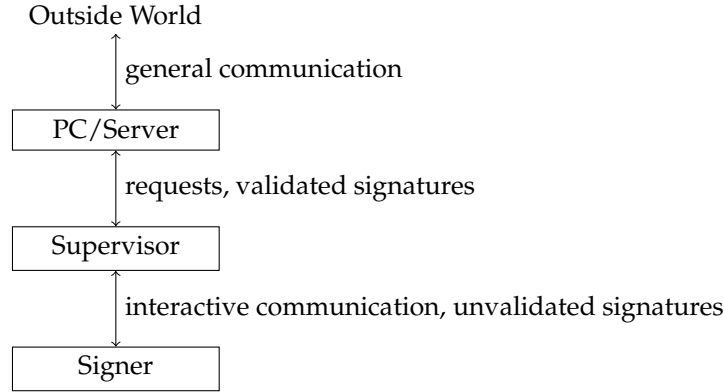 Outside World
general communication
PC/Server
requests, validated signatures
Supervisor
interactive communication, unvalidated signatures
Signer